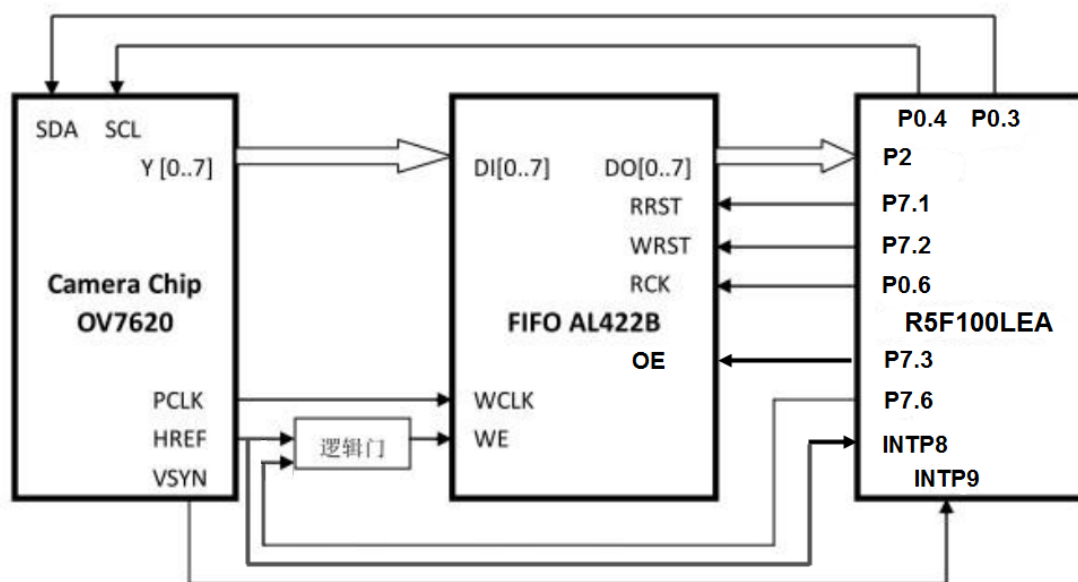 SDA SCL
Y [0..7]
Camera Chip
OV7620
PCLK
HREF
VSYN
逻辑门
DI[0..7] DO[0..7]
RRST
WRST
RCK
FIFO AL422B
OE
WCLK
WE
P0.4 P0.3
P2
P7.1
P7.2
P0.6
R5F100LEA
P7.3
P7.6
INTP8
INTP9